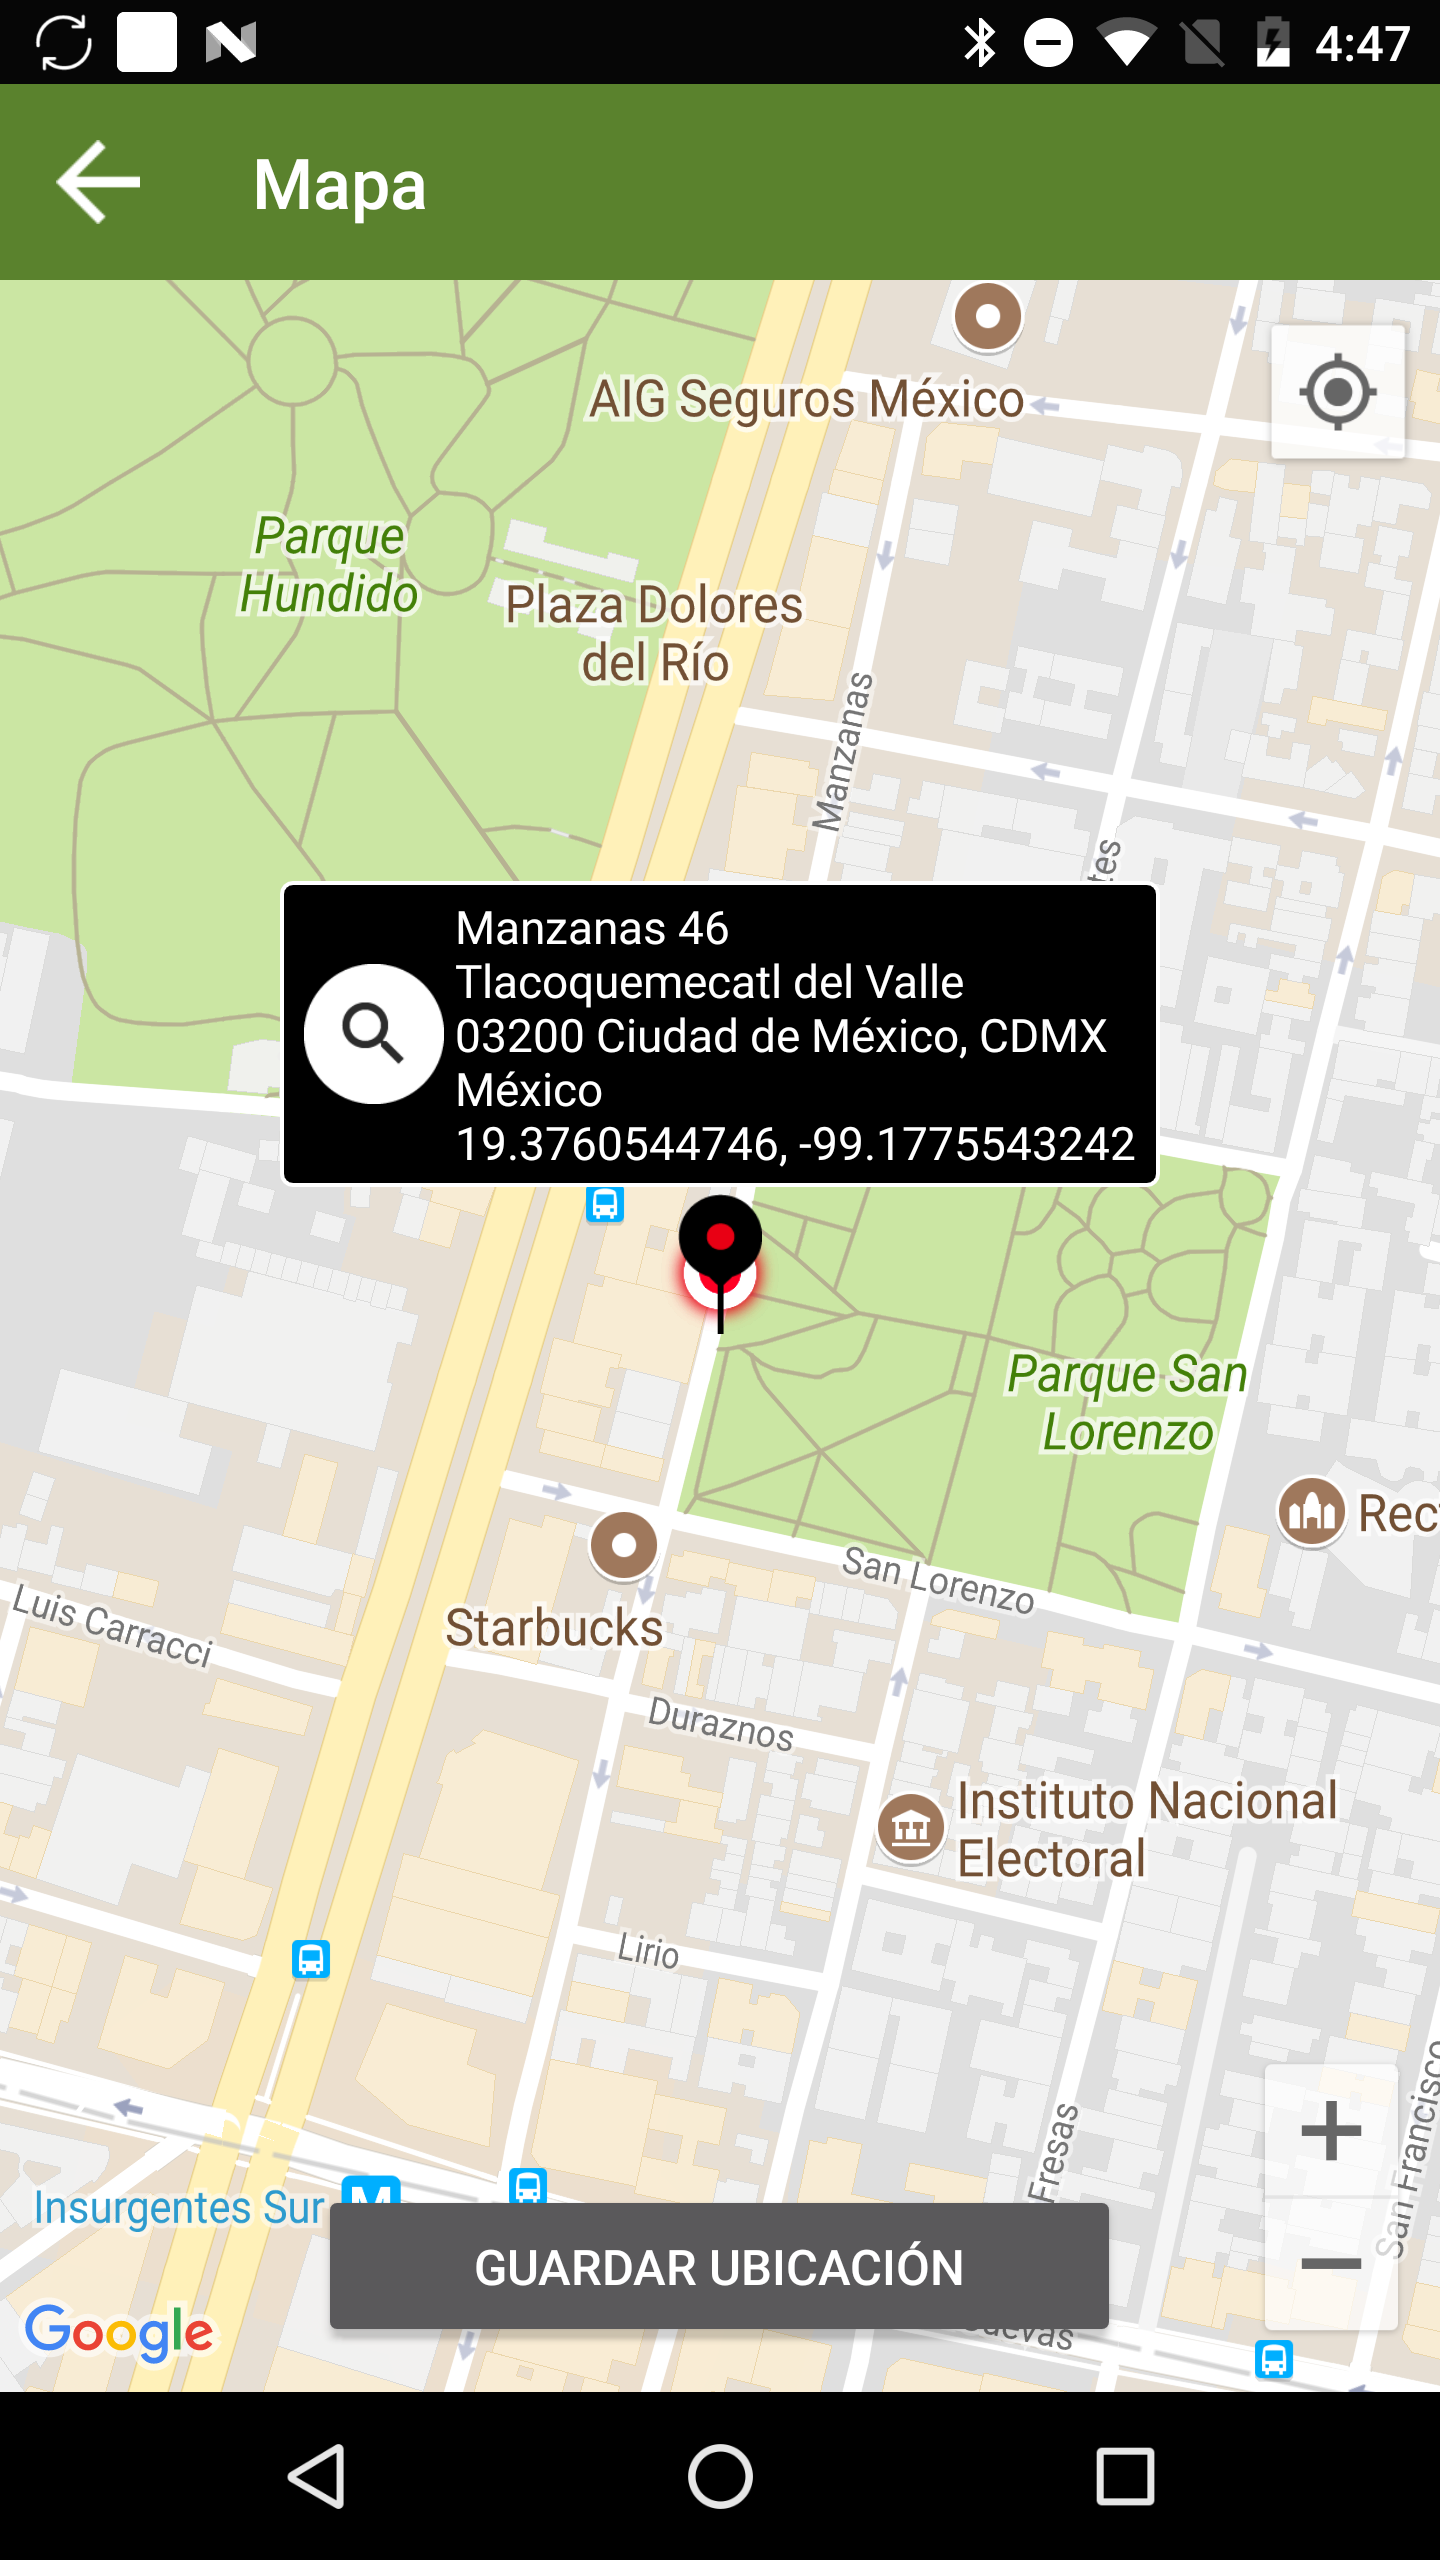 4:47
Mapa
AIG Seguros México
Parque
Hundido
Plaza Dolores
del Río
Manzanas
Manzanas 46
Tlacoquemecatl del Valle
03200 Ciudad de México, CDMX
México
19.3760544746, -99.1775543242
Parque San
Lorenzo
San Lorenzo
Starbucks
Luis Carracci
Duraznos
Instituto Nacional
Electoral
Lirio
Fresas
San Francisco
Insurgentes Sur
GUARDAR UBICACIÓN
Google